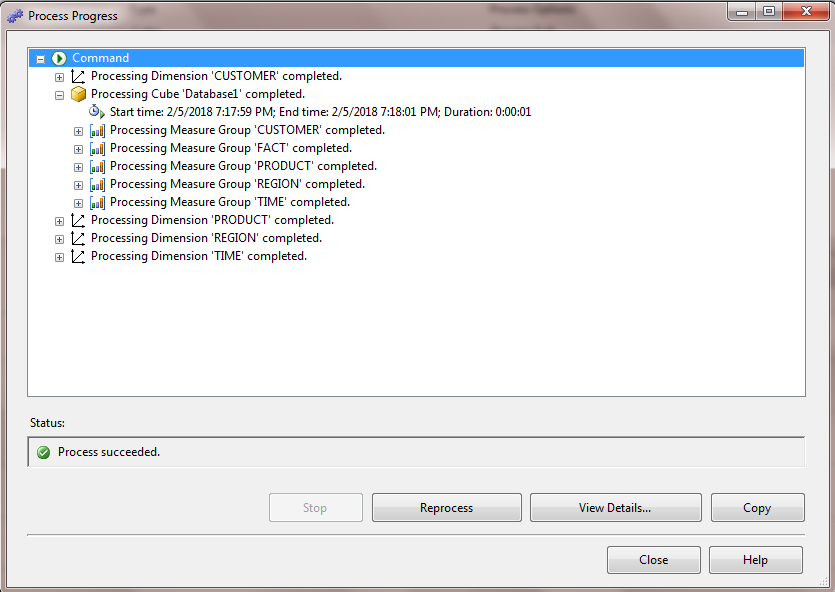 Process Progress
Command
Processing Dimension 'CUSTOMER' completed.
Processing Cube 'Database1' completed.
Start time: 2/5/2018 7:17:59 PM; End time: 2/5/2018 7:18:01 PM; Duration: 0:00:01
Processing Measure Group 'CUSTOMER' completed.
Processing Measure Group 'FACT' completed.
Processing Measure Group 'PRODUCT' completed.
Processing Measure Group 'REGION' completed.
Processing Measure Group 'TIME' completed.
Processing Dimension 'PRODUCT' completed.
Processing Dimension 'REGION' completed.
Processing Dimension 'TIME' completed.
Status:
Process succeeded.
Stop
Reprocess
View Details...
Copy
Close
Help